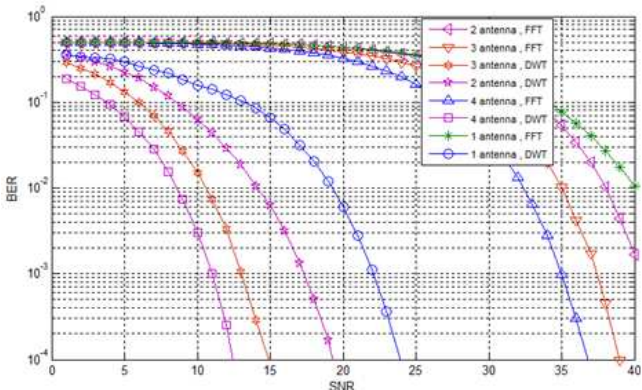 10^0
10^-1
10^-2
10^-3
10^-4
BER
0 5 10 15 20 25 30 35 40
SNR
2 antenna , FFT
3 antenna , FFT
3 antenna , DWT
2 antenna , DWT
4 antenna , FFT
4 antenna , DWT
1 antenna , FFT
1 antenna , DWT